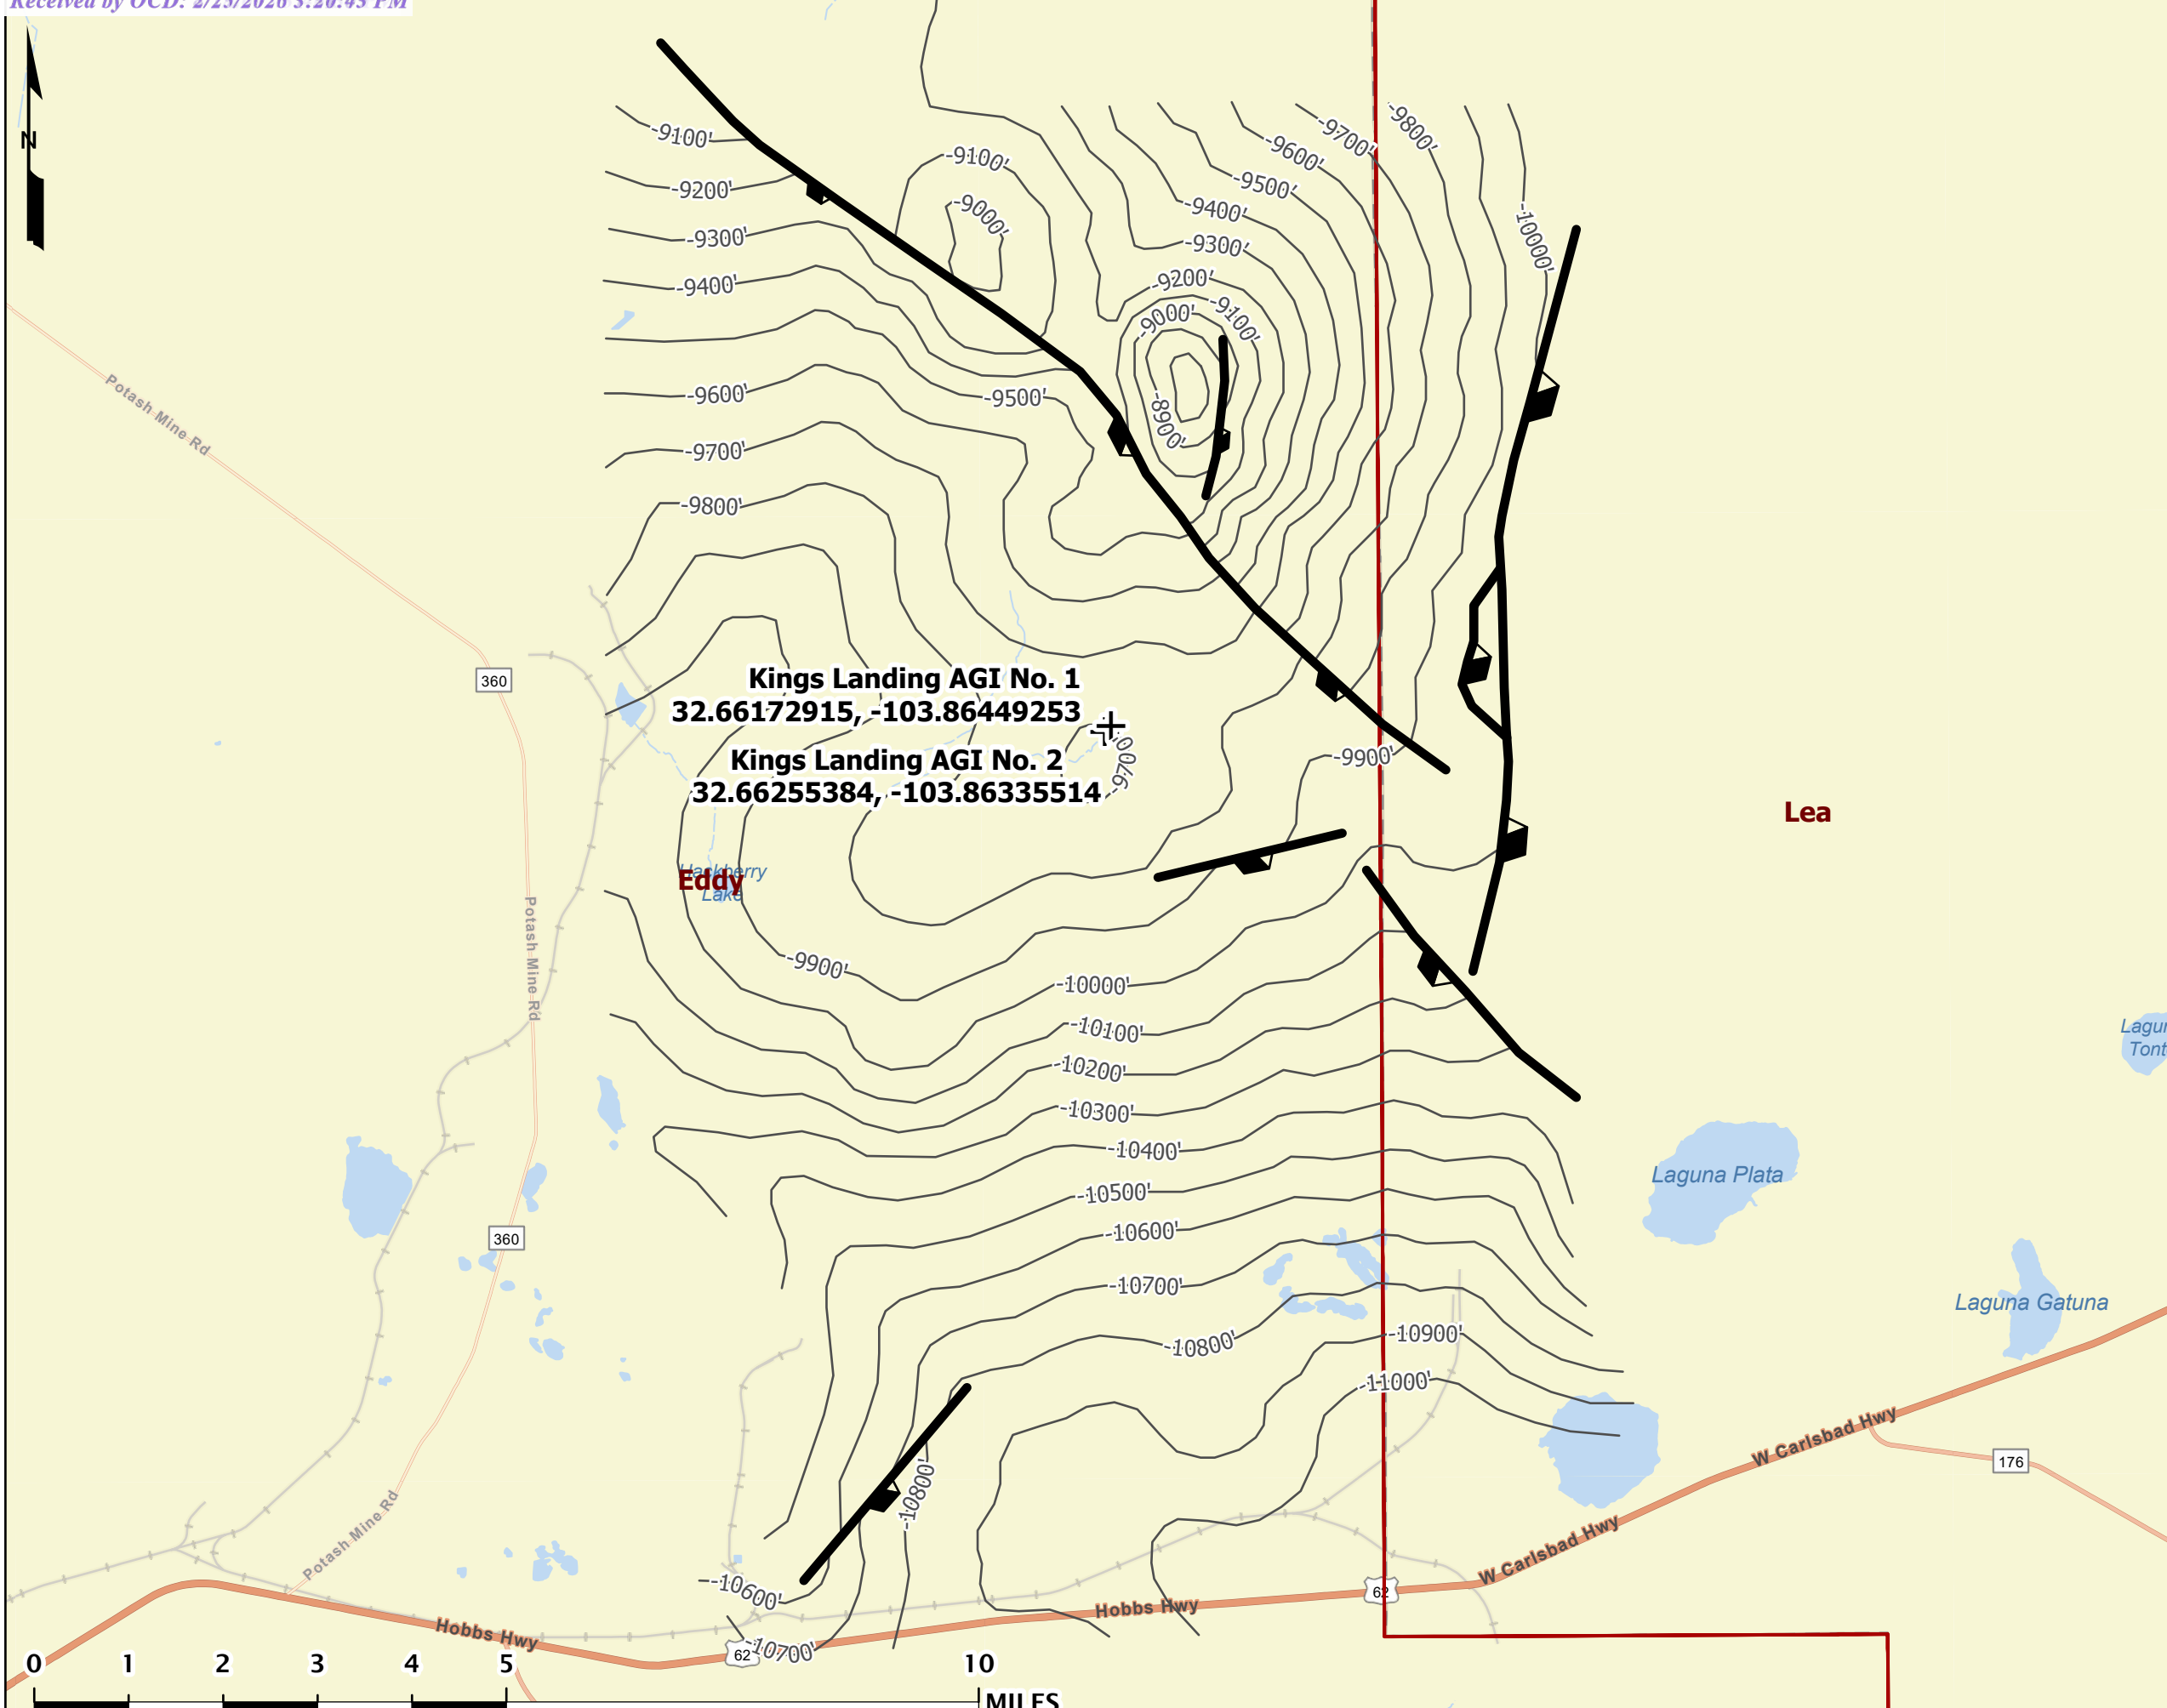 Received by OCD: 2/25/2026 3:20:45 PM
N
-9100'
-9200'
-9300'
-9400'
-9600'
-9700'
-9800'
-9100'
-9000'
-9500'
-9800'
-9700'
-9600'
-9500'
-9400'
-9300'
-9200'
-9100'
-9000'
-8900'
-10000'
Potash Mine Rd
360
Kings Landing AGI No. 1
32.66172915, -103.86449253
Kings Landing AGI No. 2
32.66255384, -103.86335514
-9700'
-9900'
Lea
Hackberry
Lake
Eddy
Potash Mine Rd
-9900'
-10000'
-10100'
-10200'
-10300'
-10400'
-10500'
-10600'
-10700'
-10800'
-10900'
-11000'
Laguna Plata
Laguna Gatuna
360
W Carlsbad Hwy
176
W Carlsbad Hwy
Potash Mine Rd
-10800'
-10600'
-10700'
Hobbs Hwy
62
Hobbs Hwy
62
0 1 2 3 4 5 10
MILES